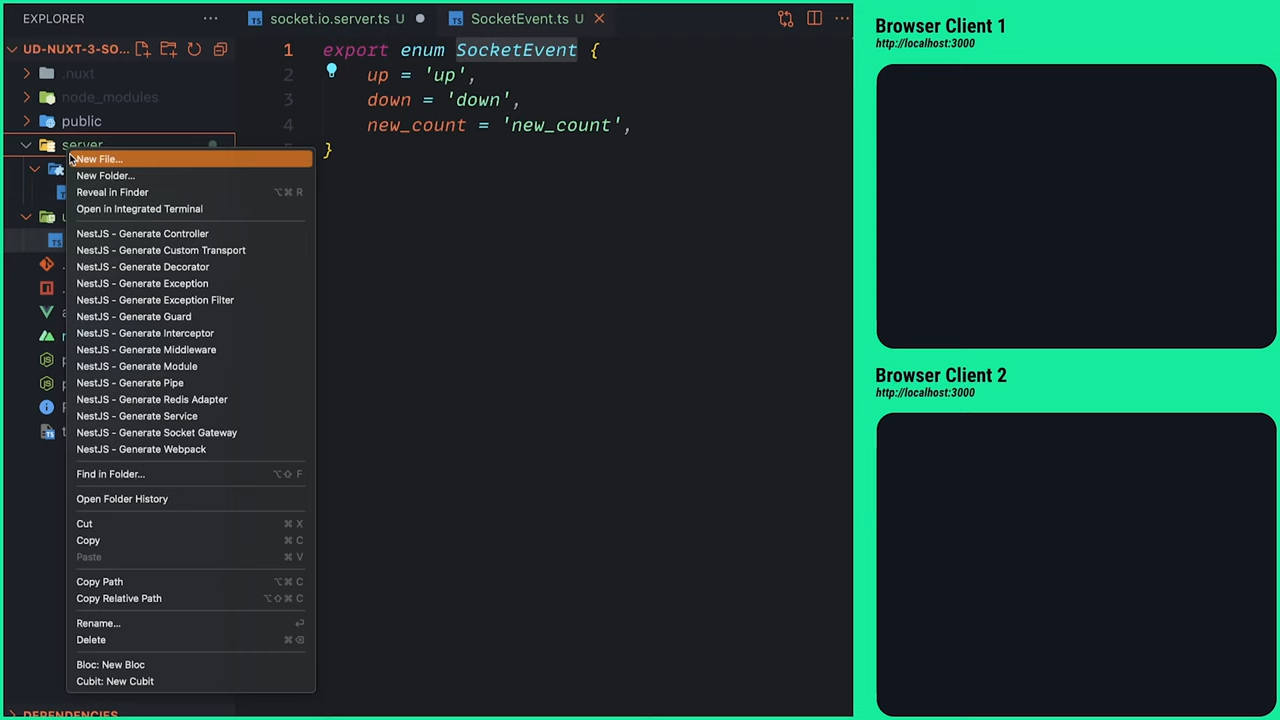 EXPLORER
···
TS socket.io.server.ts U
TS SocketEvent.ts U
···
UD-NUXT-3-SO...
.nuxt
node_modules
public
server
1 export enum SocketEvent {
2 up = 'up',
3 down = 'down',
4 new_count = 'new_count',
}
New File...
New Folder...
Reveal in Finder ⌥⌘ R
Open in Integrated Terminal
NestJS - Generate Controller
NestJS - Generate Custom Transport
NestJS - Generate Decorator
NestJS - Generate Exception
NestJS - Generate Exception Filter
NestJS - Generate Guard
NestJS - Generate Interceptor
NestJS - Generate Middleware
NestJS - Generate Module
NestJS - Generate Pipe
NestJS - Generate Redis Adapter
NestJS - Generate Service
NestJS - Generate Socket Gateway
NestJS - Generate Webpack
Find in Folder... ⌥⇧ F
Open Folder History
Cut ⌘ X
Copy ⌘ C
Paste ⌘ V
Copy Path ⌥⌘ C
Copy Relative Path ⌥⇧⌘ C
Rename... ⏎
Delete ⌘⌫
Bloc: New Bloc
Cubit: New Cubit
DEPENDENCIES
Browser Client 1
http://localhost:3000
Browser Client 2
http://localhost:3000